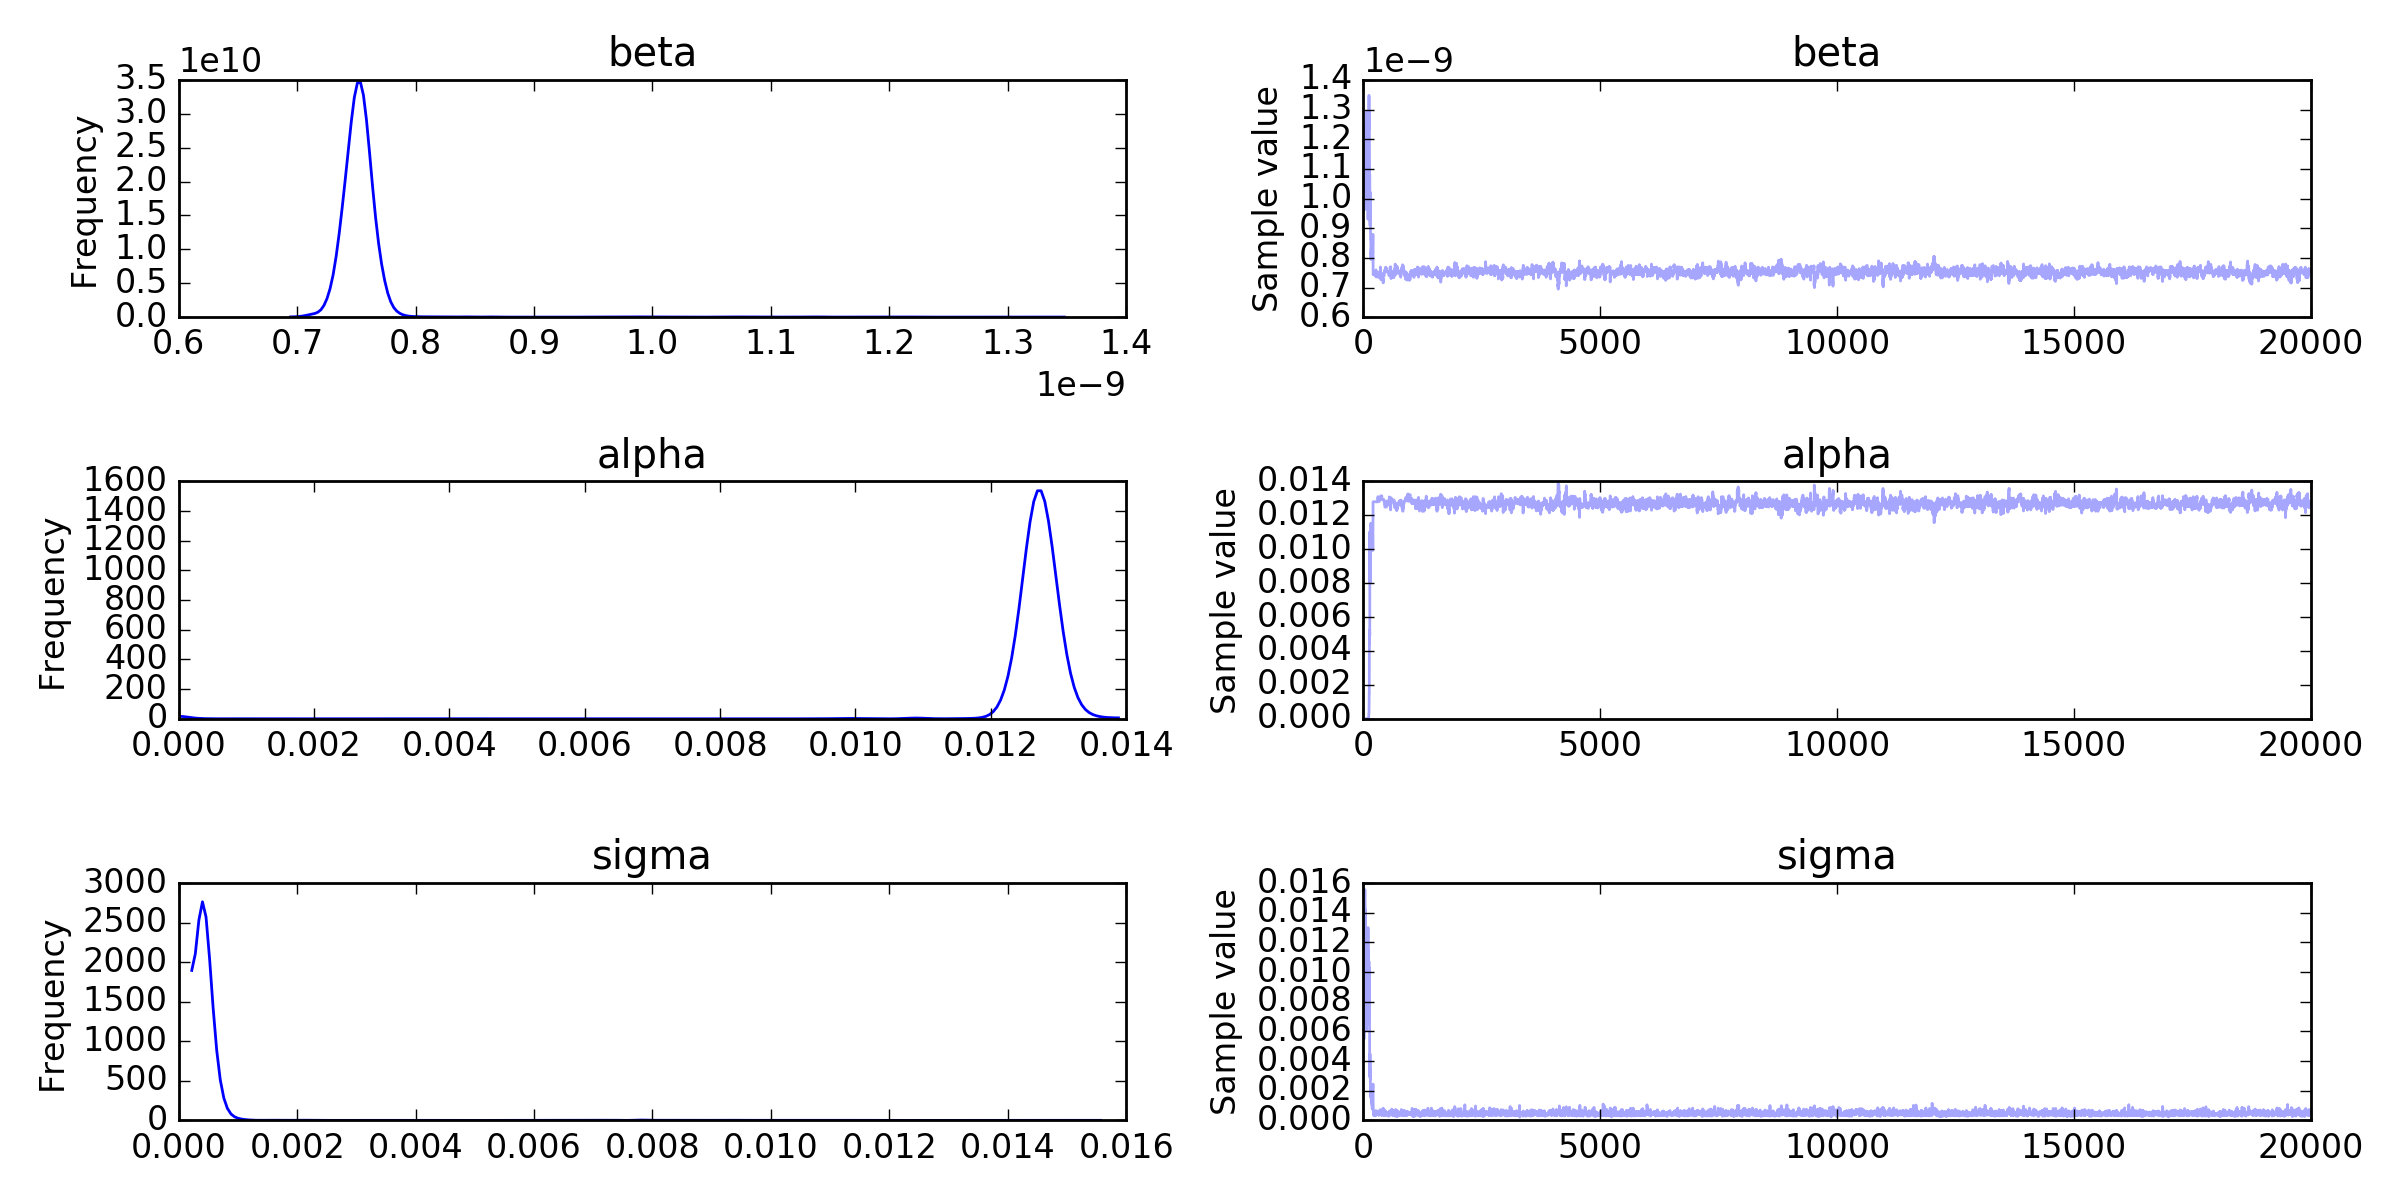 beta
1e10
Frequency
3.5
3.0
2.5
2.0
1.5
1.0
0.5
0.0
0.6 0.7 0.8 0.9 1.0 1.1 1.2 1.3 1.4
1e−9
beta
1e−9
Sample value
1.4
1.3
1.2
1.1
1.0
0.9
0.8
0.7
0.6
0 5000 10000 15000 20000
alpha
Frequency
1600
1400
1200
1000
800
600
400
200
0
0.000 0.002 0.004 0.006 0.008 0.010 0.012 0.014
alpha
Sample value
0.014
0.012
0.010
0.008
0.006
0.004
0.002
0.000
0 5000 10000 15000 20000
sigma
Frequency
3000
2500
2000
1500
1000
500
0
0.000 0.002 0.004 0.006 0.008 0.010 0.012 0.014 0.016
sigma
Sample value
0.016
0.014
0.012
0.010
0.008
0.006
0.004
0.002
0.000
0 5000 10000 15000 20000